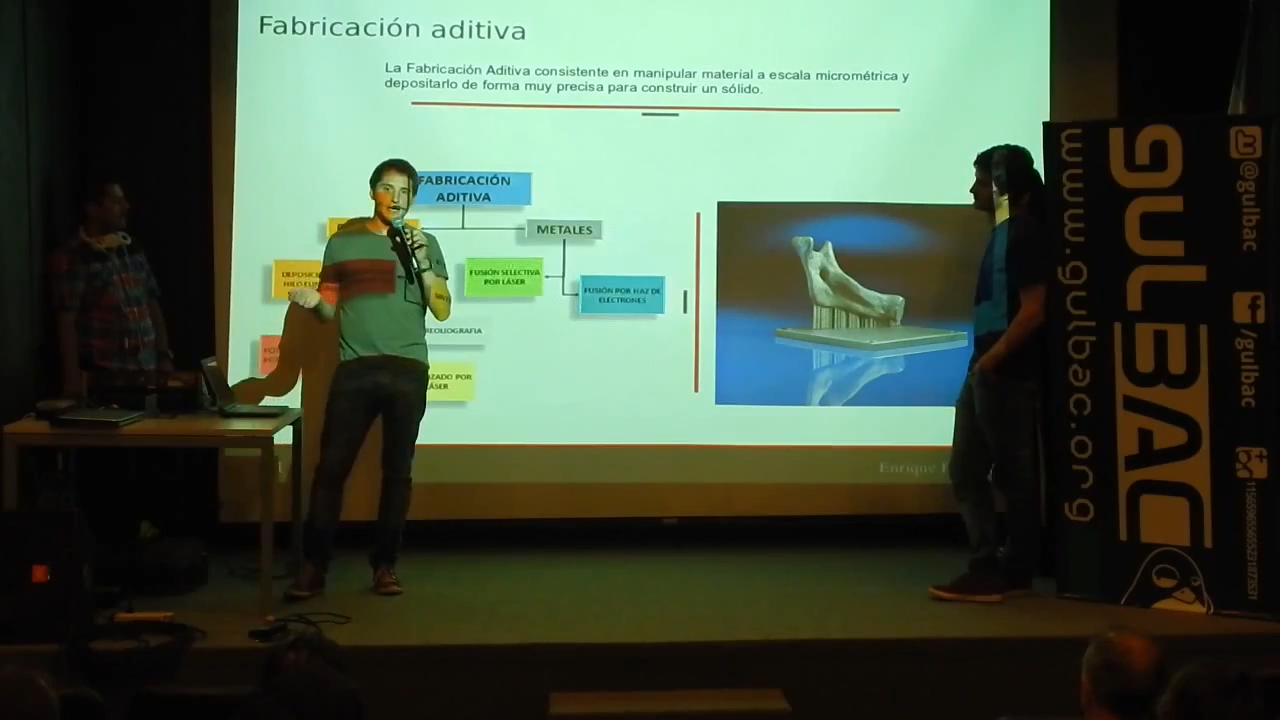 Fabricación aditiva
La Fabricación Aditiva consistente en manipular material a escala micrométrica y
depositarlo de forma muy precisa para construir un sólido.
FABRICACIÓN
ADITIVA
METALES
FUSIÓN SELECTIVA
POR LÁSER
FUSIÓN POR HAZ DE
ELECTRONES
POR
Enrique
www.gulbac.org
GULBAC
@gulbac
/gulbac